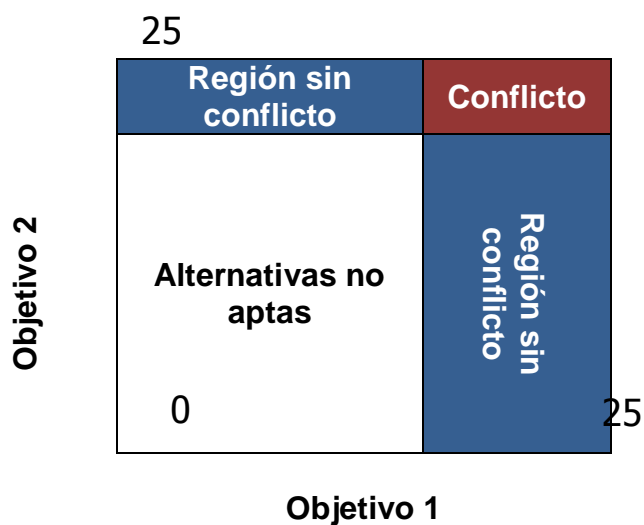 25
Región sin
conflicto
Conflicto
Objetivo 2
Alternativas no
aptas
Región sin
conflicto
0
25
Objetivo 1